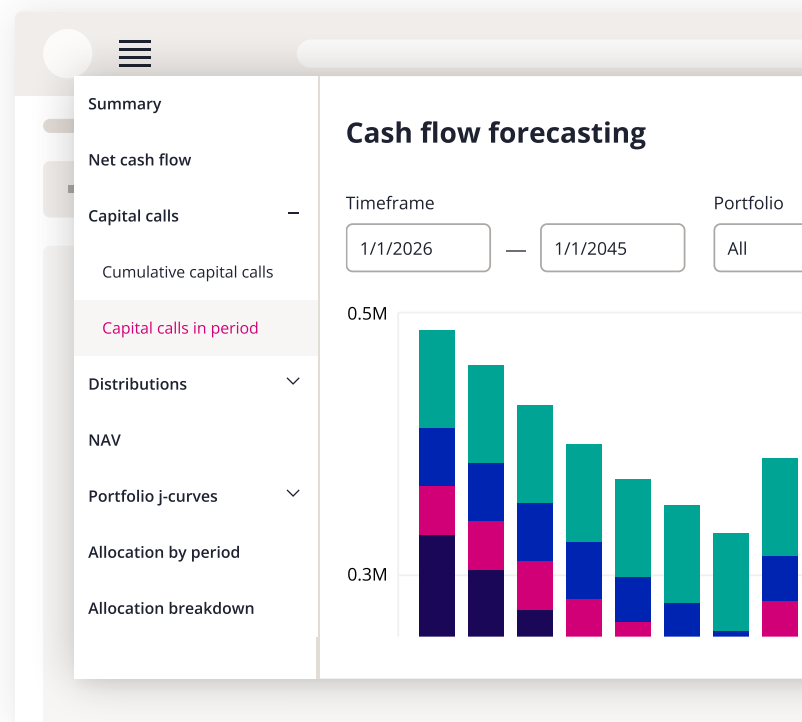 Summary
Net cash flow
Capital calls
Cumulative capital calls
Capital calls in period
Distributions
NAV
Portfolio j-curves
Allocation by period
Allocation breakdown
Cash flow forecasting
Timeframe
Portfolio
1/1/2026 — 1/1/2045
All
0.5M
0.3M